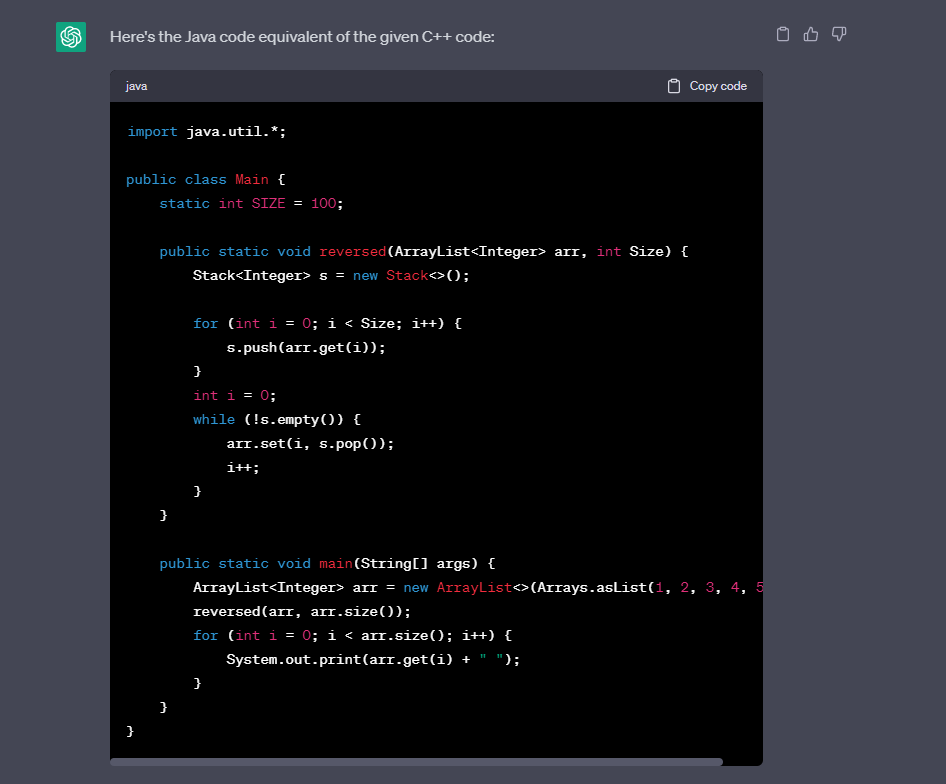 Here's the Java code equivalent of the given C++ code:
java
Copy code
import java.util.*;
public class Main {
static int SIZE = 100;
public static void reversed(ArrayList<Integer> arr, int Size) {
Stack<Integer> s = new Stack<>();
for (int i = 0; i < Size; i++) {
s.push(arr.get(i));
}
int i = 0;
while (!s.empty()) {
arr.set(i, s.pop());
i++;
}
}
public static void main(String[] args) {
ArrayList<Integer> arr = new ArrayList<>(Arrays.asList(1, 2, 3, 4, 5
reversed(arr, arr.size());
for (int i = 0; i < arr.size(); i++) {
System.out.print(arr.get(i) + " ");
}
}
}